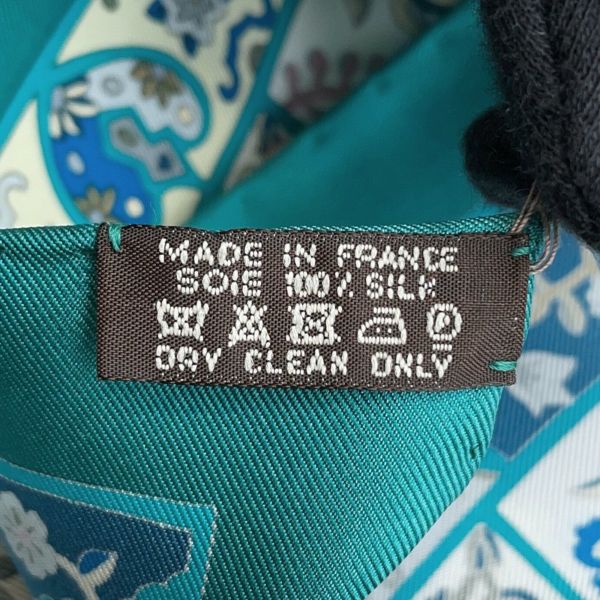 MADE IN FRANCE
SOIE 100% SILK
P
DRY CLEAN ONLY